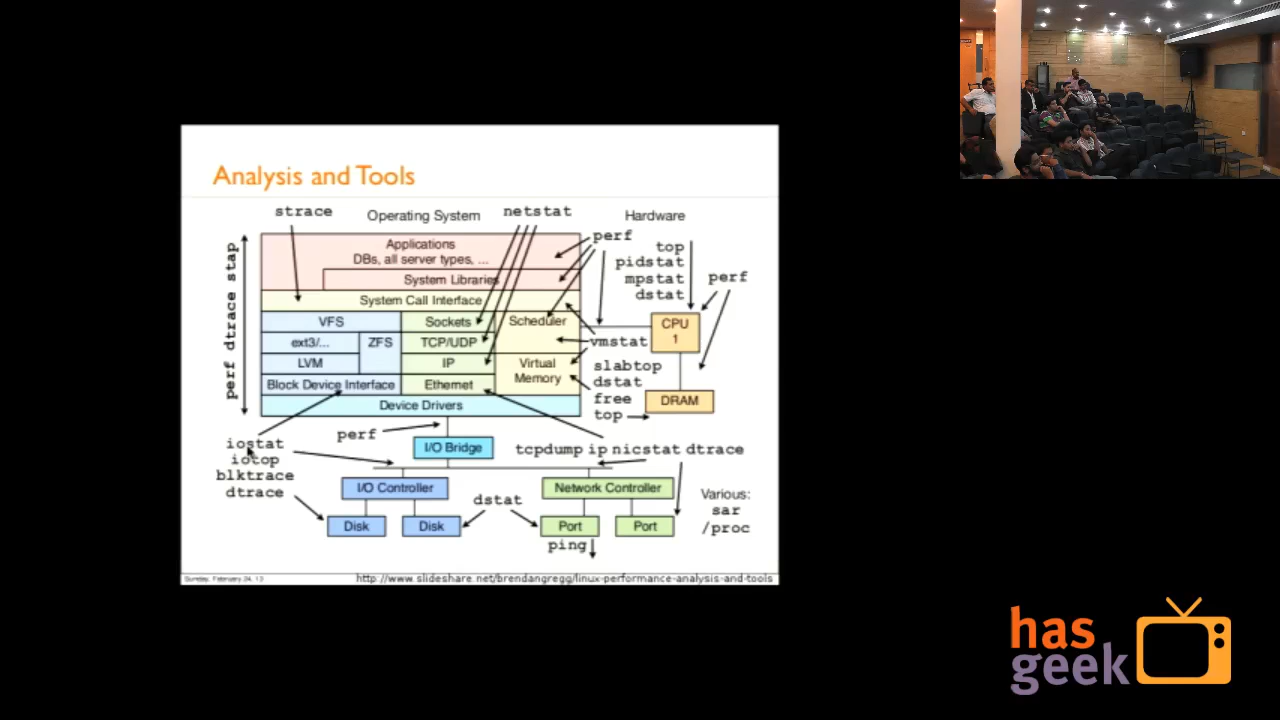 Analysis and Tools
strace
Operating System
netstat
Hardware
perf
top
pidstat
mpstat
dstat
perf
perf dtrace stap
Applications
DBs, all server types, ...
System Libraries
System Call Interface
VFS
Sockets
Scheduler
CPU
1
ext3/...
ZFS
TCP/UDP
vmstat
LVM
IP
Virtual
Memory
slabtop
dstat
free
top
DRAM
Block Device Interface
Ethernet
Device Drivers
iostat
iotop
blktrace
dtrace
perf
I/O Bridge
tcpdump ip nicstat dtrace
I/O Controller
dstat
Network Controller
Various:
sar
/proc
Disk
Disk
Port
Port
ping
Sunday, February 24, 13
http://www.slideshare.net/brendangregg/linux-performance-analysis-and-tools
has
geek